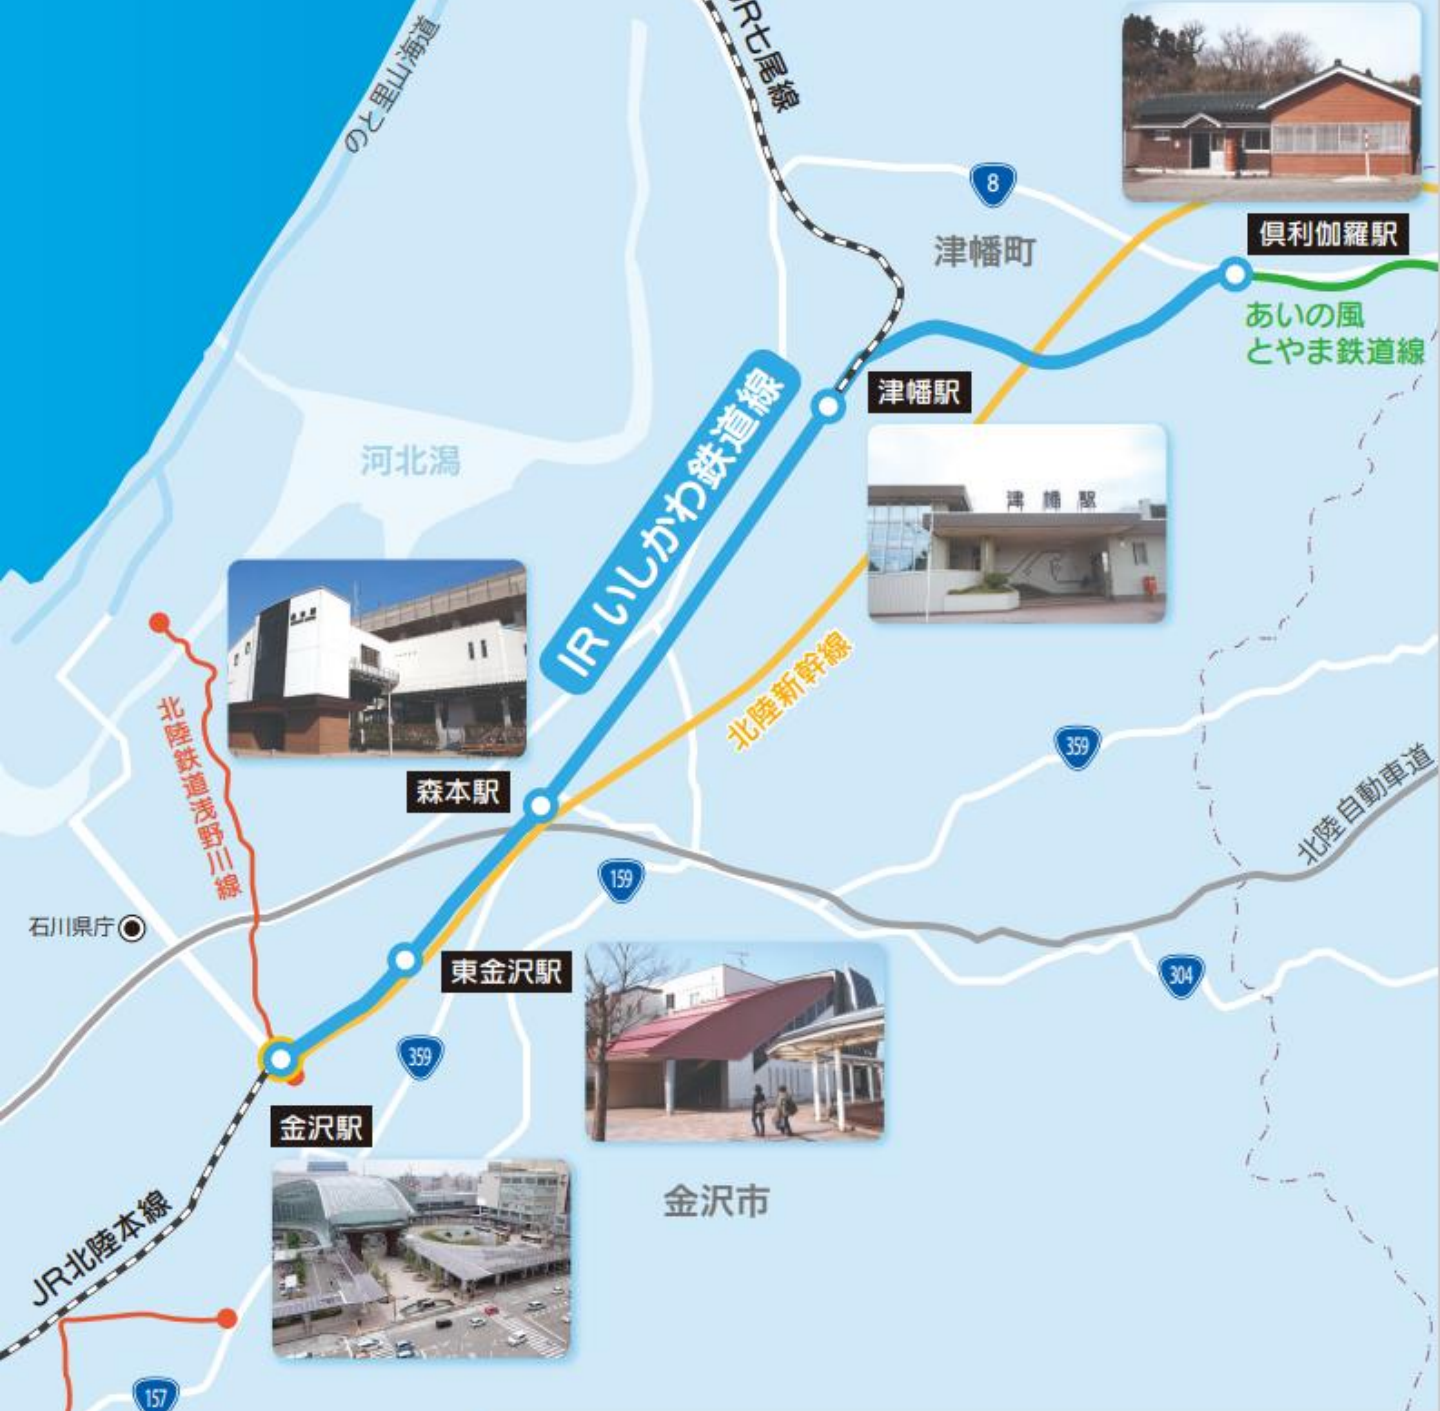 のと里山海道
JR七尾線
8
津幡町
倶利伽羅駅
あいの風
とやま鉄道線
津幡駅
津幡駅
河北潟
IRいしかわ鉄道線
北陸新幹線
359
北陸自動車道
北陸鉄道浅野川線
森本駅
159
石川県庁
東金沢駅
304
359
金沢駅
金沢市
JR北陸本線
157